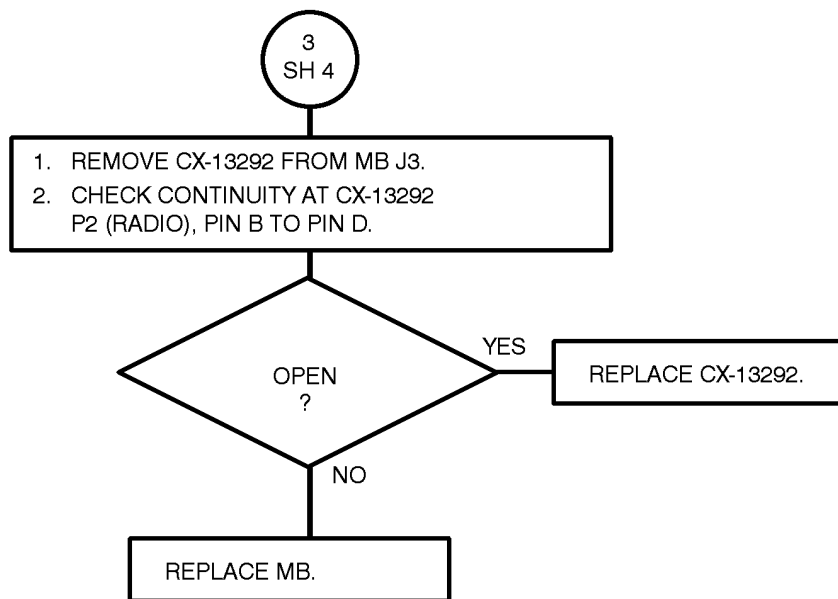 3
SH 4
1. REMOVE CX-13292 FROM MB J3.
2. CHECK CONTINUITY AT CX-13292
P2 (RADIO), PIN B TO PIN D.
YES
OPEN
?
REPLACE CX-13292.
NO
REPLACE MB.